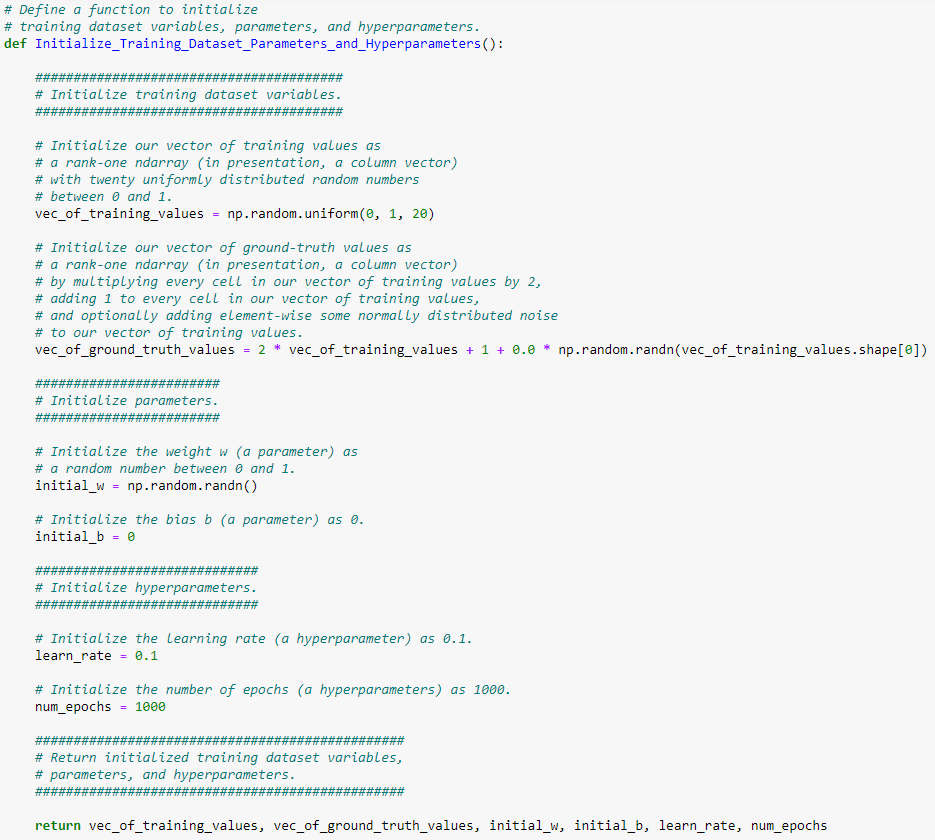 # Define a function to initialize
# training dataset variables, parameters, and hyperparameters.
def Initialize_Training_Dataset_Parameters_and_Hyperparameters():
########################################
# Initialize training dataset variables.
########################################
# Initialize our vector of training values as
# a rank-one ndarray (in presentation, a column vector)
# with twenty uniformly distributed random numbers
# between 0 and 1.
vec_of_training_values = np.random.uniform(0, 1, 20)
# Initialize our vector of ground-truth values as
# a rank-one ndarray (in presentation, a column vector)
# by multiplying every cell in our vector of training values by 2,
# adding 1 to every cell in our vector of training values,
# and optionally adding element-wise some normally distributed noise
# to our vector of training values.
vec_of_ground_truth_values = 2 * vec_of_training_values + 1 + 0.0 * np.random.randn(vec_of_training_values.shape[0])
########################
# Initialize parameters.
########################
# Initialize the weight w (a parameter) as
# a random number between 0 and 1.
initial_w = np.random.randn()
# Initialize the bias b (a parameter) as 0.
initial_b = 0
#############################
# Initialize hyperparameters.
#############################
# Initialize the learning rate (a hyperparameter) as 0.1.
learn_rate = 0.1
# Initialize the number of epochs (a hyperparameters) as 1000.
num_epochs = 1000
################################################
# Return initialized training dataset variables,
# parameters, and hyperparameters.
################################################
return vec_of_training_values, vec_of_ground_truth_values, initial_w, initial_b, learn_rate, num_epochs